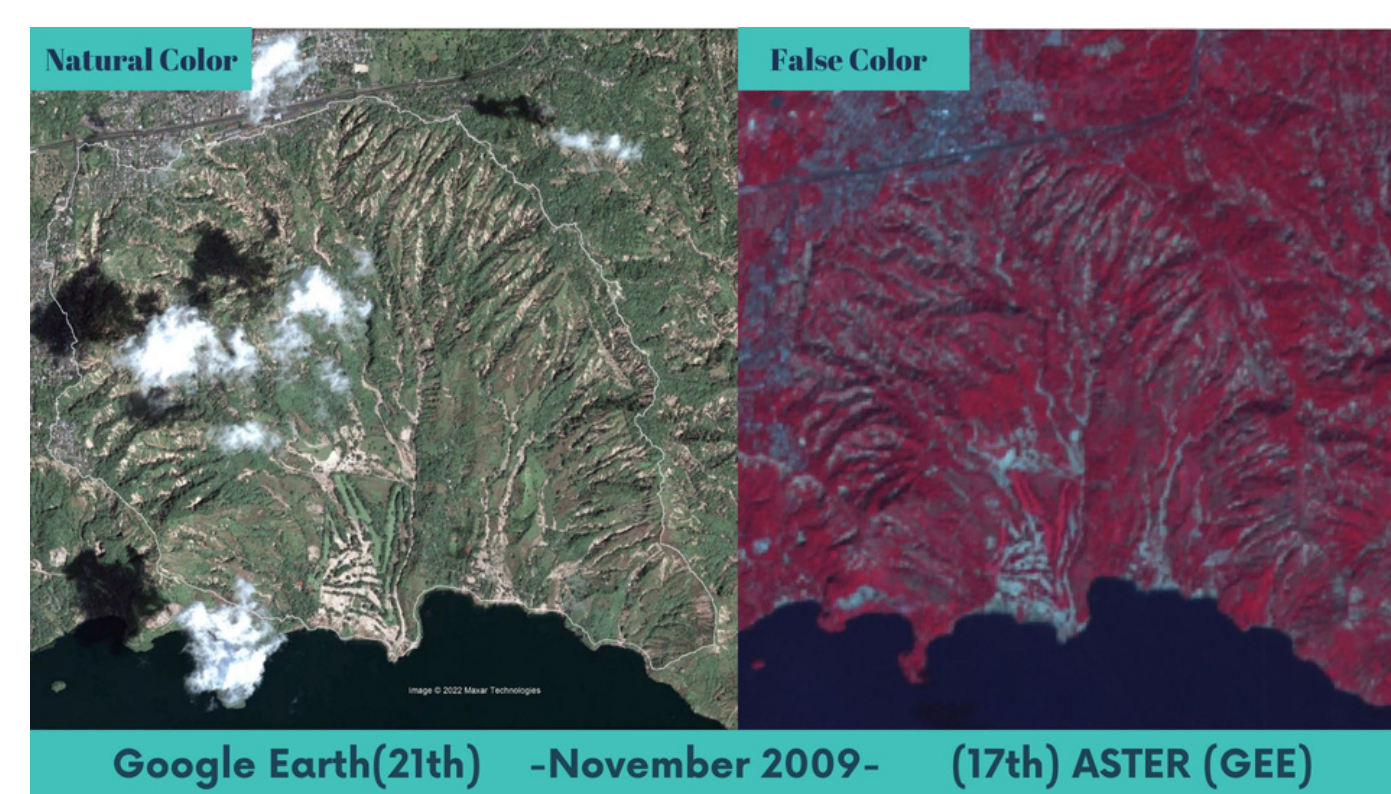 Natural Color
False Color
Image © 2022 Maxar Technologies
Google Earth(21th) -November 2009- (17th) ASTER (GEE)